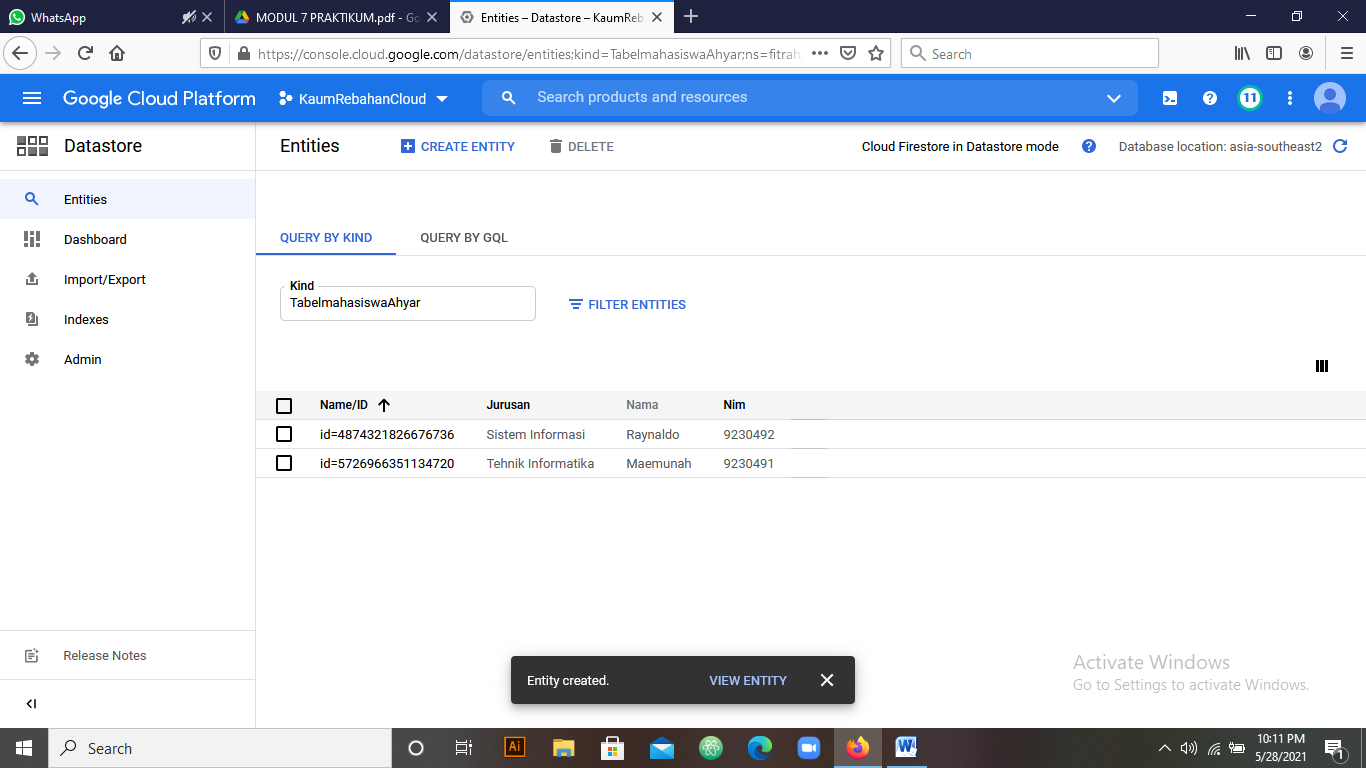 WhatsApp
MODUL 7 PRAKTIKUM.pdf - Go
Entities – Datastore – KaumReb
https://console.cloud.google.com/datastore/entities;kind=TabelmahasiswaAhyar;ns=fitrah
Search
Google Cloud Platform
KaumRebahanCloud
Search products and resources
11
Datastore
Entities
CREATE ENTITY
DELETE
Cloud Firestore in Datastore mode
Database location: asia-southeast2
Entities
Dashboard
Import/Export
Indexes
Admin
QUERY BY KIND
QUERY BY GQL
Kind
TabelmahasiswaAhyar
FILTER ENTITIES
Name/ID Jurusan Nama Nim
id=4874321826676736 Sistem Informasi Raynaldo 9230492
id=5726966351134720 Tehnik Informatika Maemunah 9230491
Release Notes
Entity created.
VIEW ENTITY
Activate Windows
Go to Settings to activate Windows.
Search
Ai
W
10:11 PM
5/28/2021
1